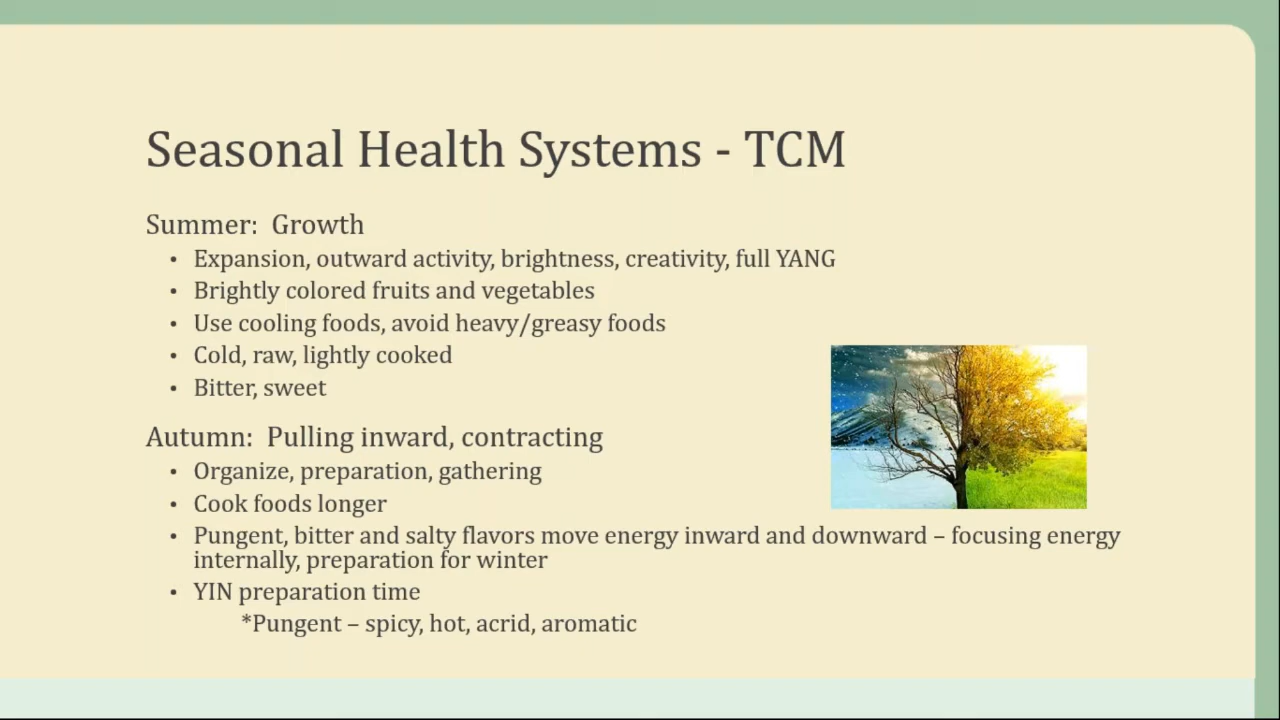 Seasonal Health Systems - TCM
Summer:  Growth
• Expansion, outward activity, brightness, creativity, full YANG
• Brightly colored fruits and vegetables
• Use cooling foods, avoid heavy/greasy foods
• Cold, raw, lightly cooked
• Bitter, sweet
Autumn:  Pulling inward, contracting
• Organize, preparation, gathering
• Cook foods longer
• Pungent, bitter and salty flavors move energy inward and downward – focusing energy
internally, preparation for winter
• YIN preparation time
*Pungent – spicy, hot, acrid, aromatic